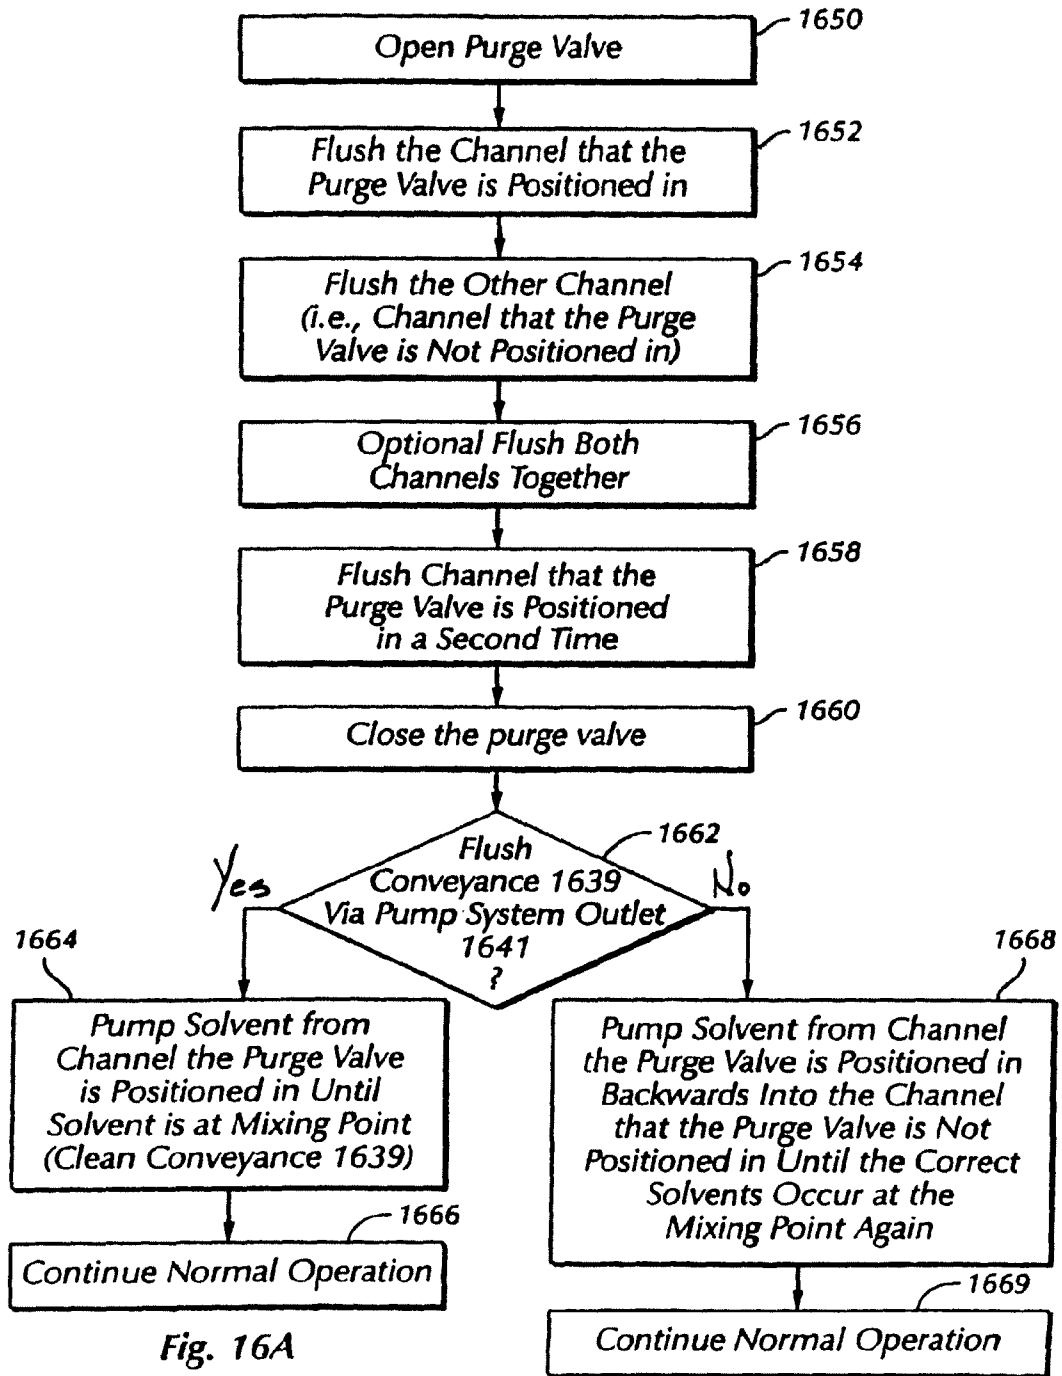 1650
Open Purge Valve
1652
Flush the Channel that the
Purge Valve is Positioned in
1654
Flush the Other Channel
(i.e., Channel that the Purge
Valve is Not Positioned in)
1656
Optional Flush Both
Channels Together
1658
Flush Channel that the
Purge Valve is Positioned
in a Second Time
1660
Close the purge valve
1662
Flush
Conveyance 1639
Via Pump System Outlet
1641
?
Yes
No
1664
Pump Solvent from
Channel the Purge Valve
is Positioned in Until
Solvent is at Mixing Point
(Clean Conveyance 1639)
1666
Continue Normal Operation
1668
Pump Solvent from Channel
the Purge Valve is Positioned in
Backwards Into the Channel
that the Purge Valve is Not
Positioned in Until the Correct
Solvents Occur at the
Mixing Point Again
1669
Continue Normal Operation
Fig. 16A